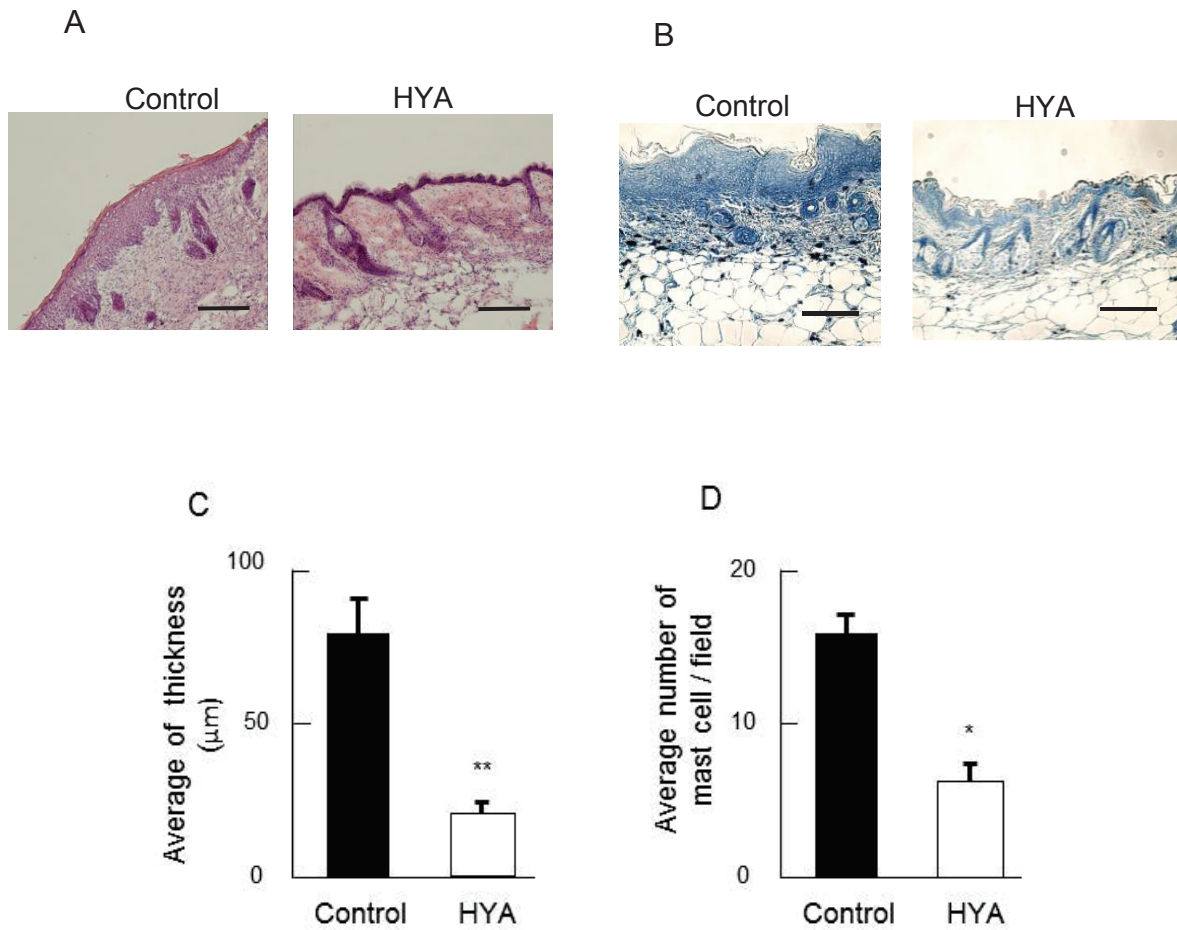 A
B
Control
HYA
Control
HYA
C
Average of thickness
(μm)
100
50
0
**
Control
HYA
D
Average number of
mast cell / field
20
10
0
*
Control
HYA